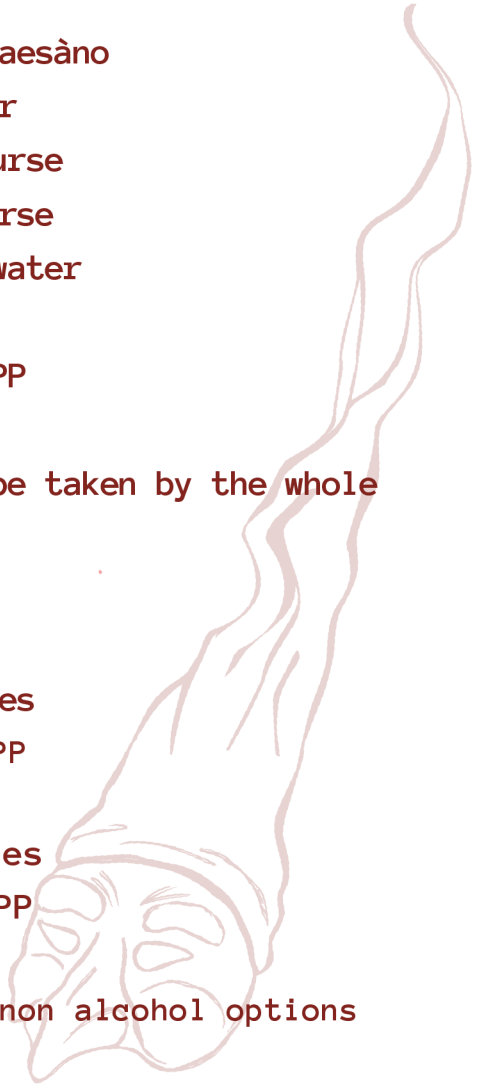 aesàno
r
urse
rse
water
PP
be taken by the whole
es
PP
es
PP
non alcohol options